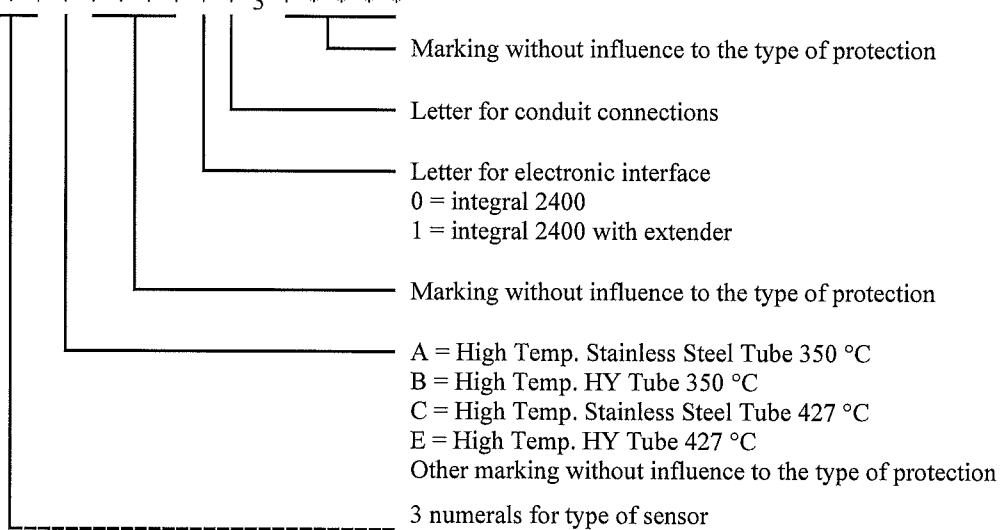 Marking without influence to the type of protection
Letter for conduit connections
Letter for electronic interface
0 = integral 2400
1 = integral 2400 with extender
Marking without influence to the type of protection
A = High Temp. Stainless Steel Tube 350 °C
B = High Temp. HY Tube 350 °C
C = High Temp. Stainless Steel Tube 427 °C
E = High Temp. HY Tube 427 °C
Other marking without influence to the type of protection
3 numerals for type of sensor